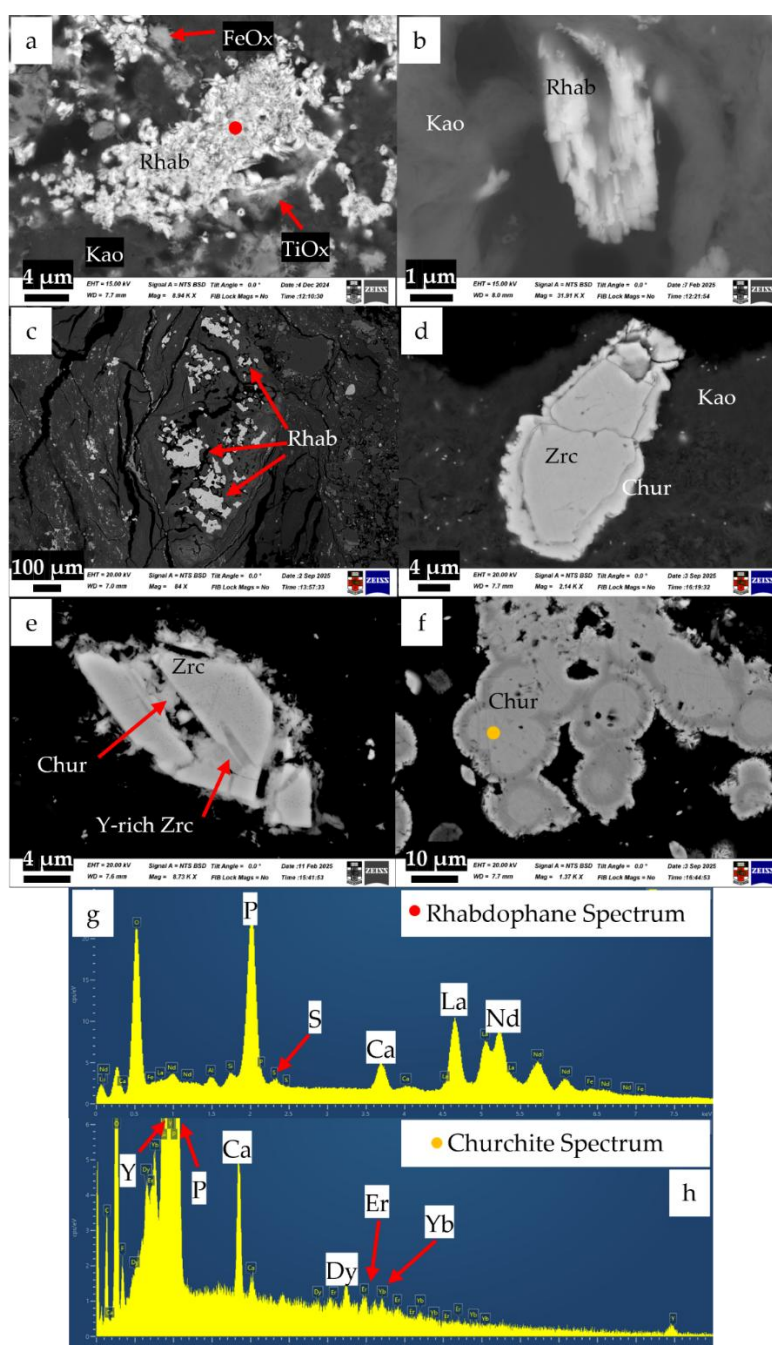 a
FeOx
Rhab
Kao
TiOx
4 µm
EHT = 15.00 kV Signal A = NTS BSD Tilt Angle = 0.0 ° Date :4 Dec 2024
WD = 7.7 mm Mag = 8.94 K X FIB Lock Mags = No Time :12:10:30
ZEISS
b
Rhab
Kao
1 µm
EHT = 15.00 kV Signal A = NTS BSD Tilt Angle = 0.0 ° Date :7 Feb 2025
WD = 8.0 mm Mag = 31.91 K X FIB Lock Mags = No Time :12:21:54
ZEISS
c
Rhab
100 µm
EHT = 20.00 kV Signal A = NTS BSD Tilt Angle = 0.0 ° Date :2 Sep 2025
WD = 7.0 mm Mag = 84 X FIB Lock Mags = No Time :13:57:33
ZEISS
d
Kao
Zrc
Chur
4 µm
EHT = 20.00 kV Signal A = NTS BSD Tilt Angle = 0.0 ° Date :3 Sep 2025
WD = 7.7 mm Mag = 2.14 K X FIB Lock Mags = No Time :16:19:32
ZEISS
e
Zrc
Chur
Y-rich Zrc
4 µm
EHT = 20.00 kV Signal A = NTS BSD Tilt Angle = 0.0 ° Date :11 Feb 2025
WD = 7.6 mm Mag = 8.73 K X FIB Lock Mags = No Time :15:41:53
ZEISS
f
Chur
10 µm
EHT = 20.00 kV Signal A = NTS BSD Tilt Angle = 0.0 ° Date :3 Sep 2025
WD = 7.7 mm Mag = 1.37 K X FIB Lock Mags = No Time :16:44:53
ZEISS
g
P
Rhabdophane Spectrum
S
Ca
La
Nd
Churchite Spectrum
h
Y
P
Ca
Er
Yb
Dy